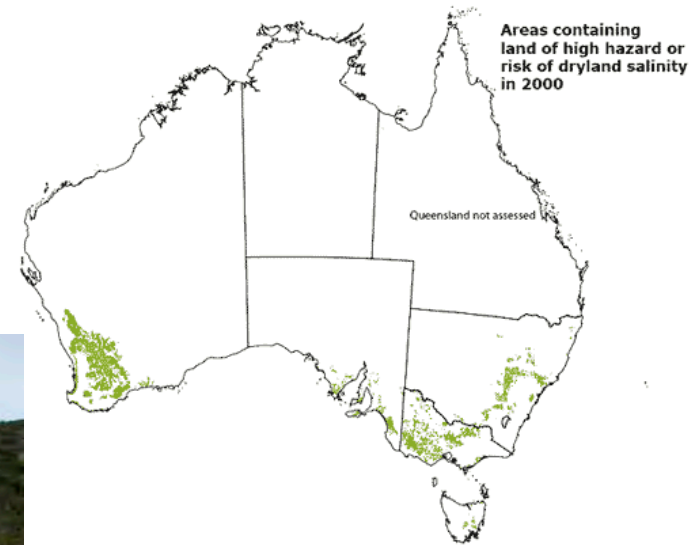 Areas containing
land of high hazard or
risk of dryland salinity
in 2000
Queensland not assessed